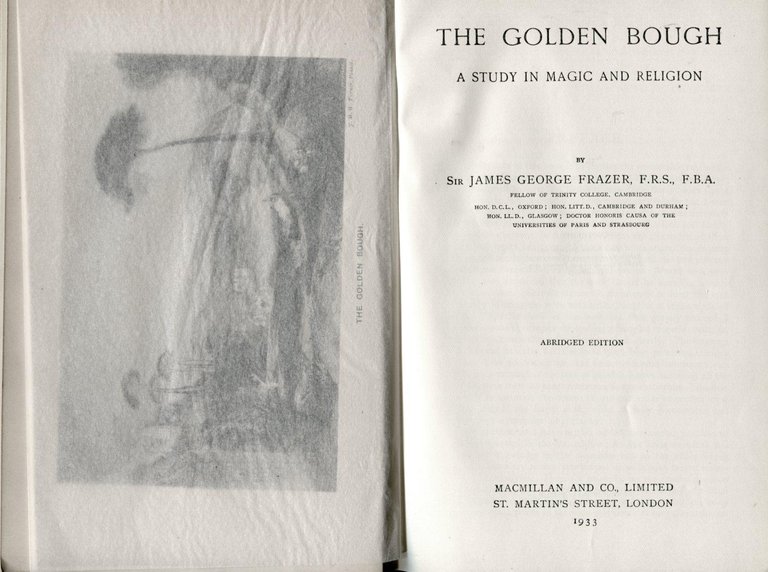 J. M. W. Turner, pinxit.
THE GOLDEN BOUGH.
THE GOLDEN BOUGH
A STUDY IN MAGIC AND RELIGION
BY
SIR JAMES GEORGE FRAZER, F.R.S., F.B.A.
FELLOW OF TRINITY COLLEGE, CAMBRIDGE
HON. D.C.L., OXFORD; HON. LITT.D., CAMBRIDGE AND DURHAM;
HON. LL.D., GLASGOW; DOCTOR HONORIS CAUSA OF THE
UNIVERSITIES OF PARIS AND STRASBOURG
ABRIDGED EDITION
MACMILLAN AND CO., LIMITED
ST. MARTIN'S STREET, LONDON
1933